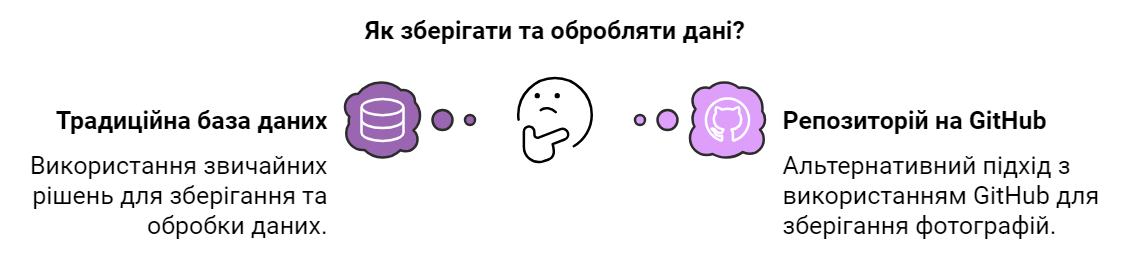 Як зберігати та обробляти дані?
Традиційна база даних
Використання звичайних
рішень для зберігання та
обробки даних.
Репозиторій на GitHub
Альтернативний підхід з
використанням GitHub для
зберігання фотографій.